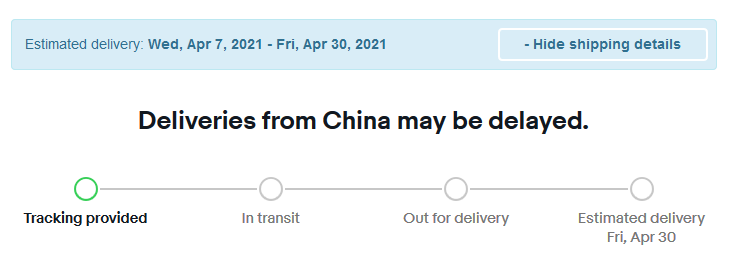 Estimated delivery: Wed, Apr 7, 2021 - Fri, Apr 30, 2021
- Hide shipping details
Deliveries from China may be delayed.
Tracking provided
In transit
Out for delivery
Estimated delivery
Fri, Apr 30